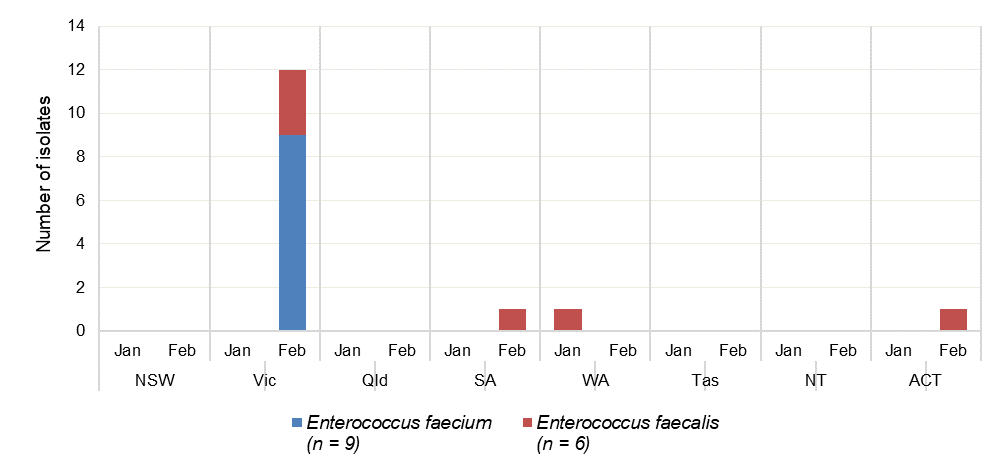 14
12
10
8
6
4
2
0
Number of isolates
Jan Feb Jan Feb Jan Feb Jan Feb Jan Feb Jan Feb Jan Feb Jan Feb
NSW Vic Qld SA WA Tas NT ACT
Enterococcus faecium Enterococcus faecalis
(n = 9) (n = 6)